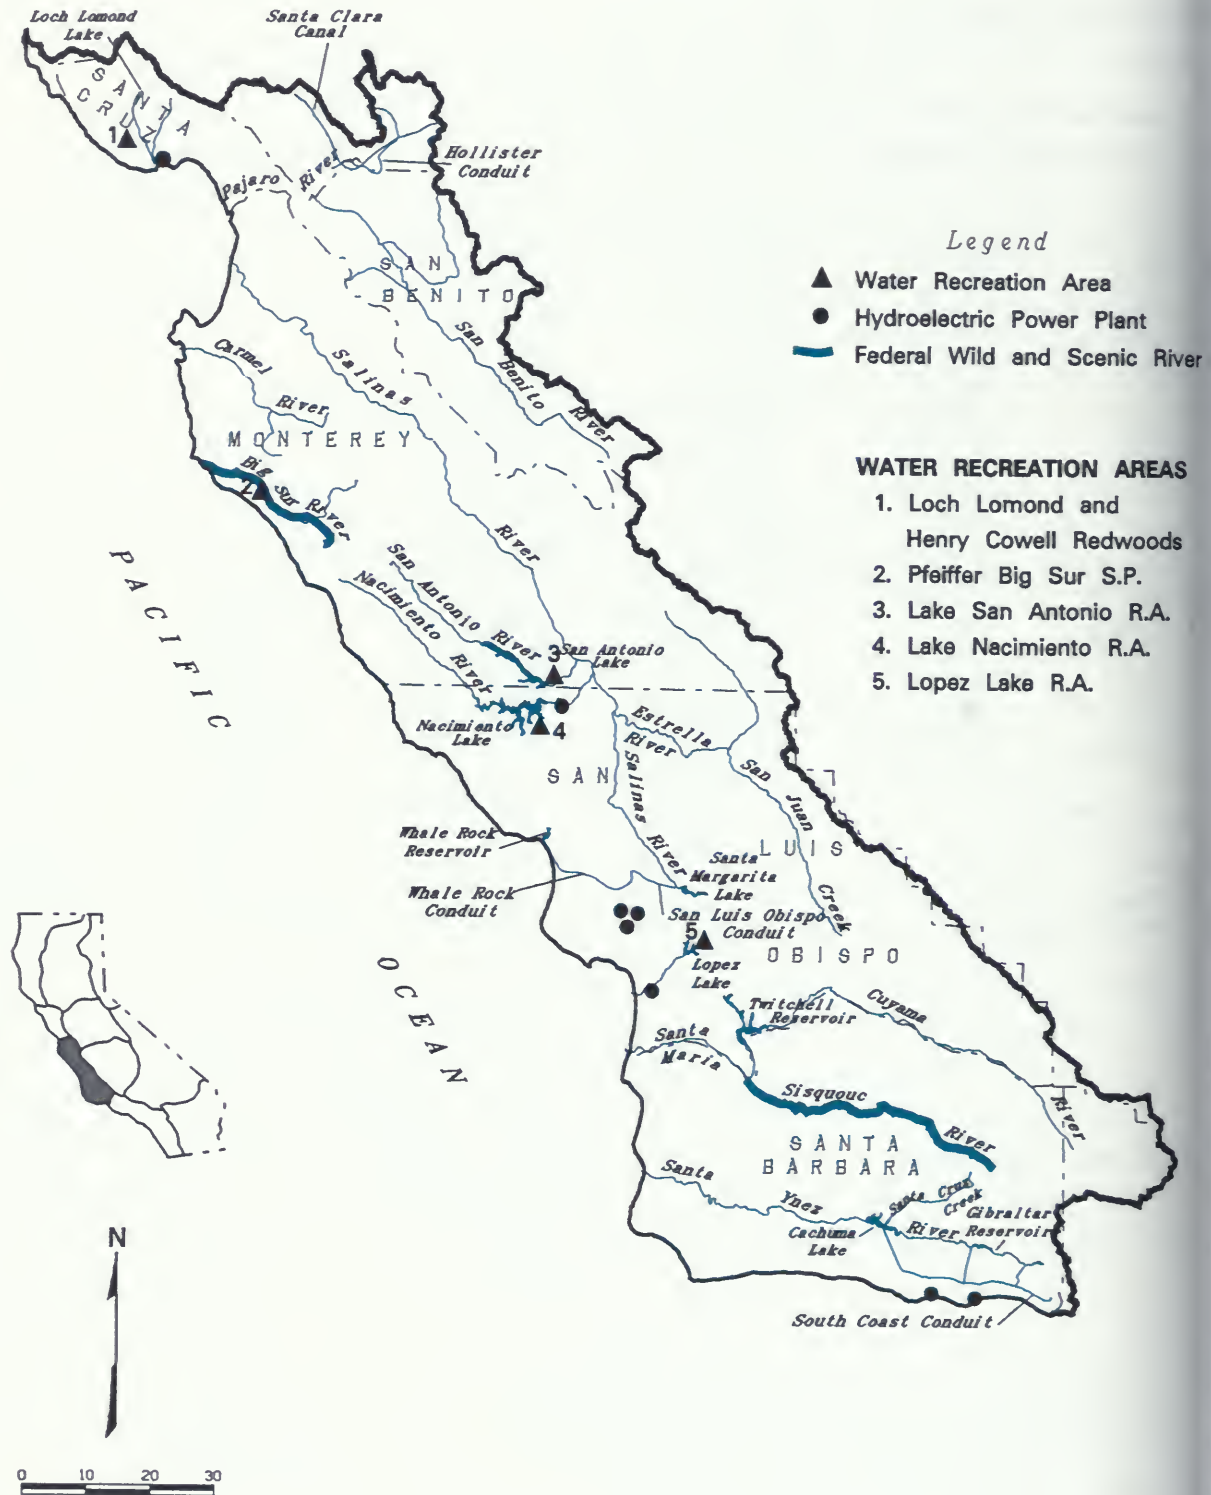 Loch Lomond
Lake
Santa Clara
Canal
SANTA
CRUZ
1
Hollister
Conduit
Pajaro River
SAN
BENITO
Legend
Water Recreation Area
Hydroelectric Power Plant
Federal Wild and Scenic River
San Benito River
Salinas
River
Carmel
River
MONTEREY
Big Sur River
2
WATER RECREATION AREAS
1. Loch Lomond and
Henry Cowell Redwoods
2. Pfeiffer Big Sur S.P.
3. Lake San Antonio R.A.
4. Lake Nacimiento R.A.
5. Lopez Lake R.A.
PACIFIC
San Antonio River
Nacimiento River
3
San Antonio
Lake
Nacimiento
Lake
4
Estrella
River
SAN
Salinas River
San Juan Creek
Whale Rock
Reservoir
LUIS
Santa
Margarita
Lake
Whale Rock
Conduit
San Luis Obispo
Conduit
5
OBISPO
Lopez
Lake
OCEAN
Twitchell
Reservoir
Cuyama
River
Santa
Maria
Sisquouc
River
SANTA
BARBARA
Santa
Ynez
Santa Cruz
Creek
Gibraltar
Reservoir
River
Cachuma
Lake
South Coast Conduit
N
0 10 20 30